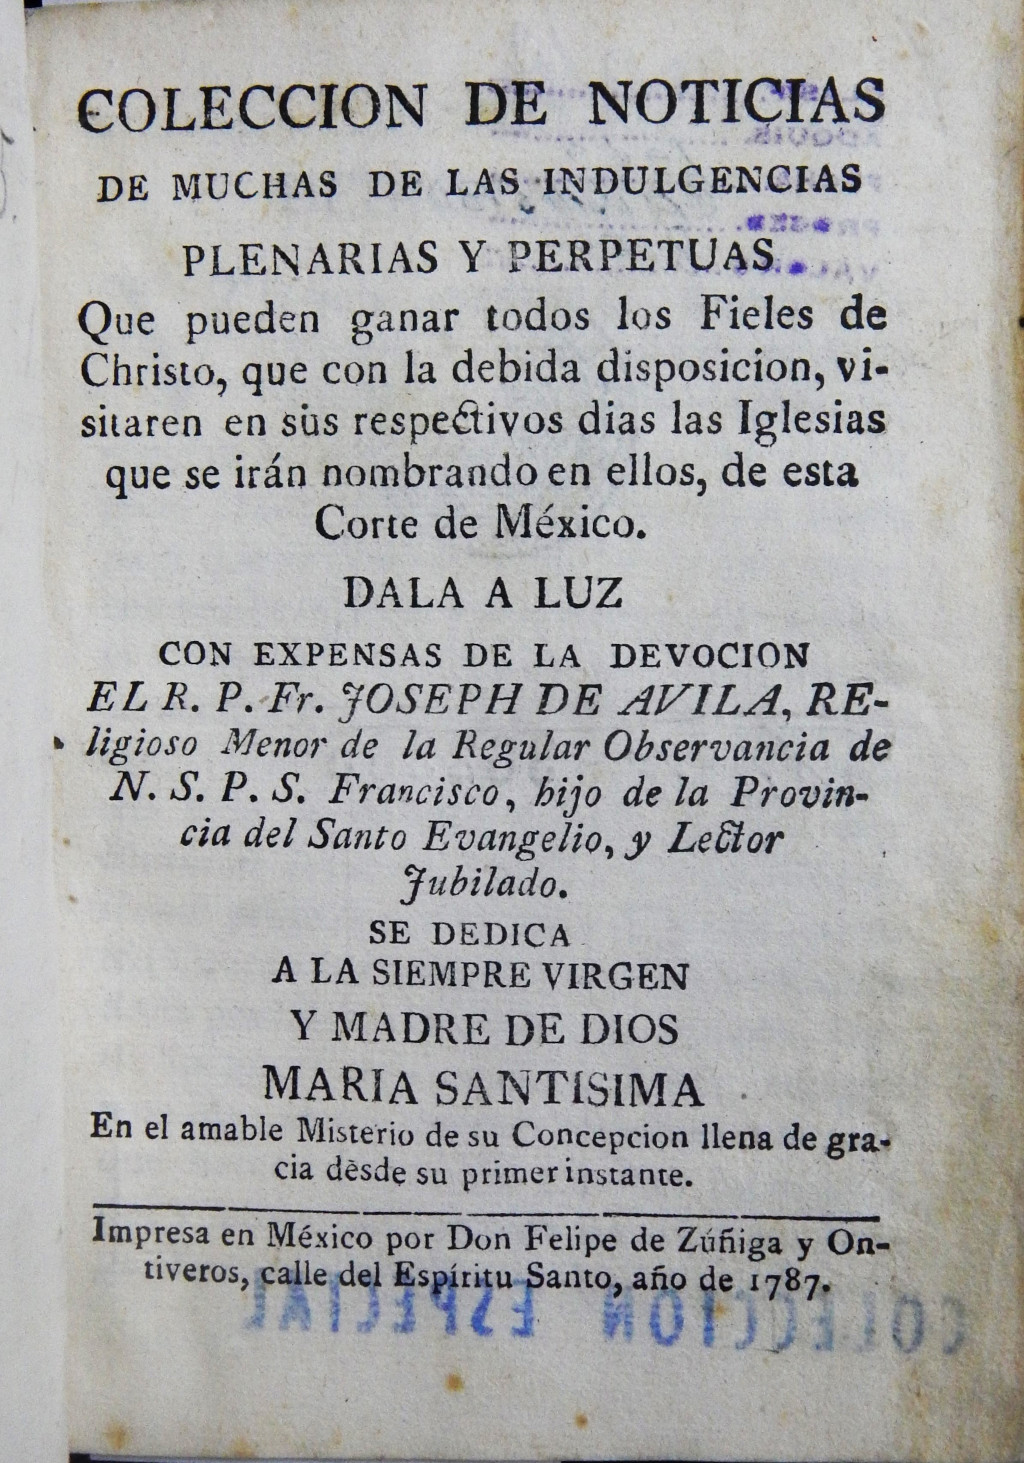 COLECCION DE NOTICIAS
DE MUCHAS DE LAS INDULGENCIAS
PLENARIAS Y PERPETUAS
Que pueden ganar todos los Fieles de
Christo, que con la debida disposicion, vi-
sitaren en sus respectivos dias las Iglesias
que se irán nombrando en ellos, de esta
Corte de México.
DALA A LUZ
CON EXPENSAS DE LA DEVOCION
EL R. P. Fr. JOSEPH DE AVILA, RE-
ligioso Menor de la Regular Observancia de
N. S. P. S. Francisco, hijo de la Provin-
cia del Santo Evangelio, y Lector
Jubilado.
SE DEDICA
A LA SIEMPRE VIRGEN
Y MADRE DE DIOS
MARIA SANTISIMA
En el amable Misterio de su Concepcion llena de gra-
cia dèsde su primer instante.
Impresa en México por Don Felipe de Zúñiga y On-
tiveros, calle del Espíritu Santo, año de 1787.
COLECCION ESPECIAL